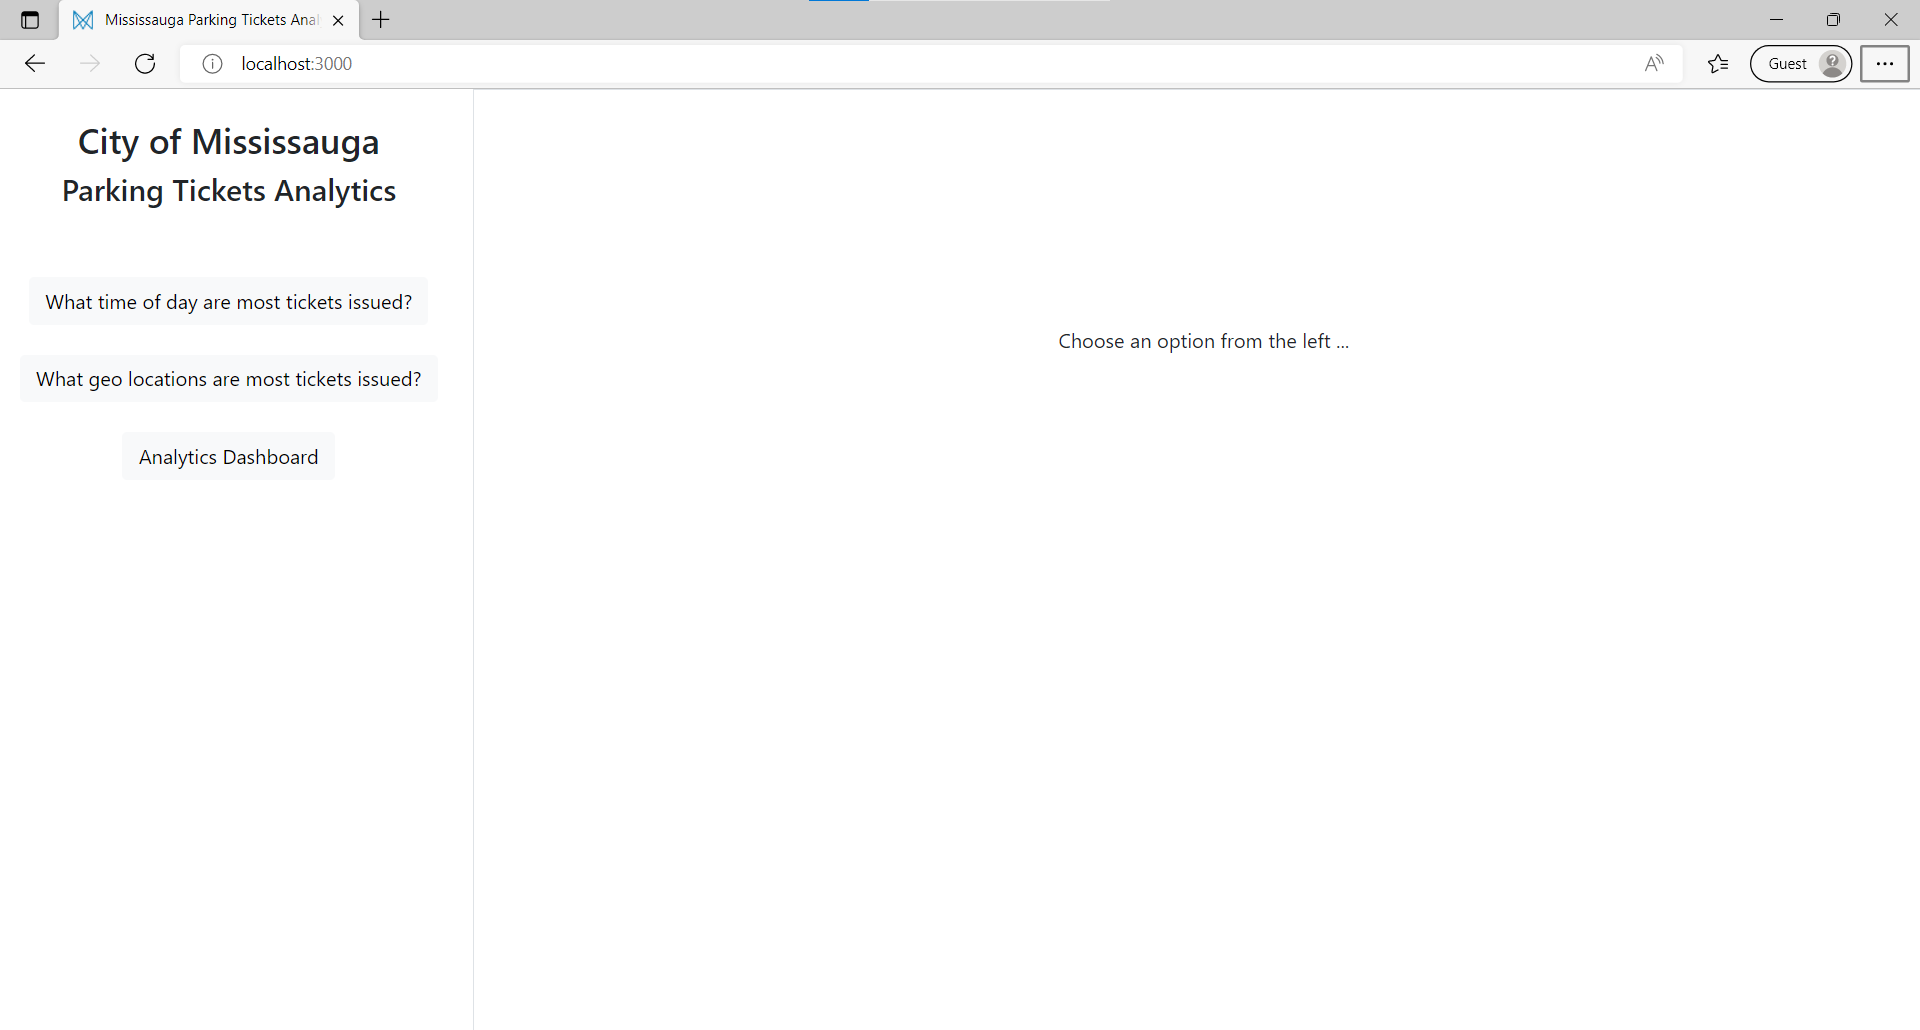 Mississauga Parking Tickets Ana
localhost:3000
Guest
City of Mississauga
Parking Tickets Analytics
What time of day are most tickets issued?
What geo locations are most tickets issued?
Analytics Dashboard
Choose an option from the left ...